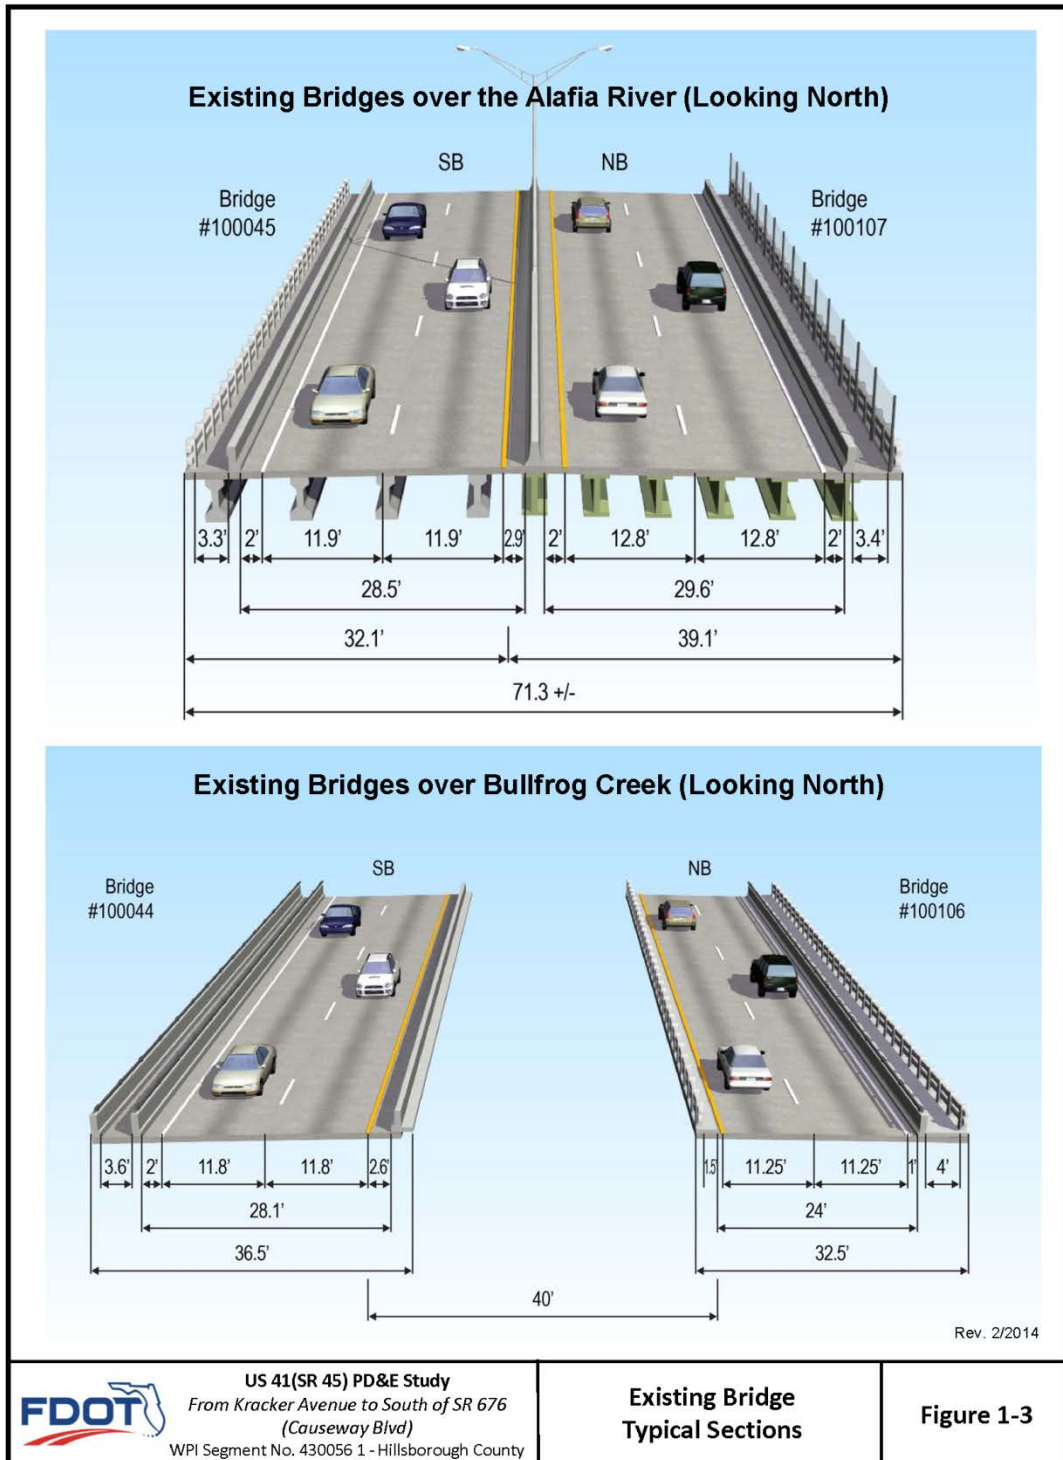 Existing Bridges over the Alafia River (Looking North)
SB
NB
Bridge
#100045
Bridge
#100107
3.3'
2'
11.9'
11.9'
2.9'
2'
12.8'
12.8'
2'
3.4'
28.5'
29.6'
32.1'
39.1'
71.3 +/-
Existing Bridges over Bullfrog Creek (Looking North)
SB
NB
Bridge
#100044
Bridge
#100106
3.6'
2'
11.8'
11.8'
2.6'
1.5'
11.25'
11.25'
1'
4'
28.1'
24'
36.5'
32.5'
40'
Rev. 2/2014
FDOT
US 41(SR 45) PD&E Study
From Kracker Avenue to South of SR 676
(Causeway Blvd)
WPI Segment No. 430056 1 - Hillsborough County
Existing Bridge
Typical Sections
Figure 1-3